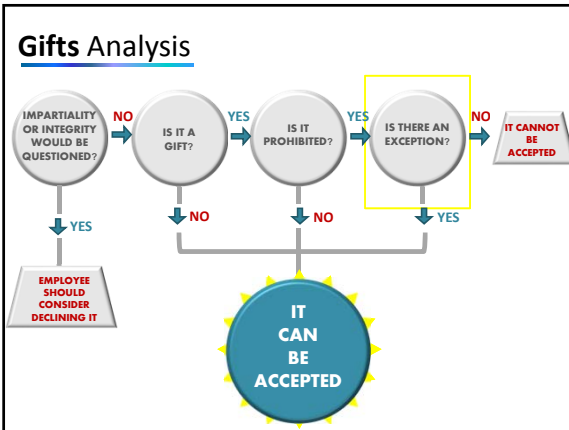 Gifts Analysis
IMPARTIALITY
OR INTEGRITY
WOULD BE
QUESTIONED?
NO
IS IT A
GIFT?
YES
IS IT
PROHIBITED?
YES
IS THERE AN
EXCEPTION?
NO
IT CANNOT
BE
ACCEPTED
YES
NO
NO
YES
EMPLOYEE
SHOULD
CONSIDER
DECLINING IT
IT
CAN
BE
ACCEPTED